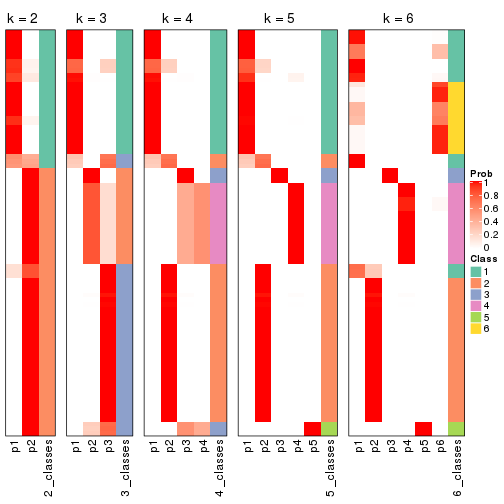 k = 2
k = 3
k = 4
k = 5
k = 6
Prob
1
0.8
0.6
0.4
0.2
0
Class
1
2
3
4
5
6
p1
p2
2_classes
p1
p2
p3
3_classes
p1
p2
p3
p4
4_classes
p1
p2
p3
p4
p5
5_classes
p1
p2
p3
p4
p5
p6
6_classes